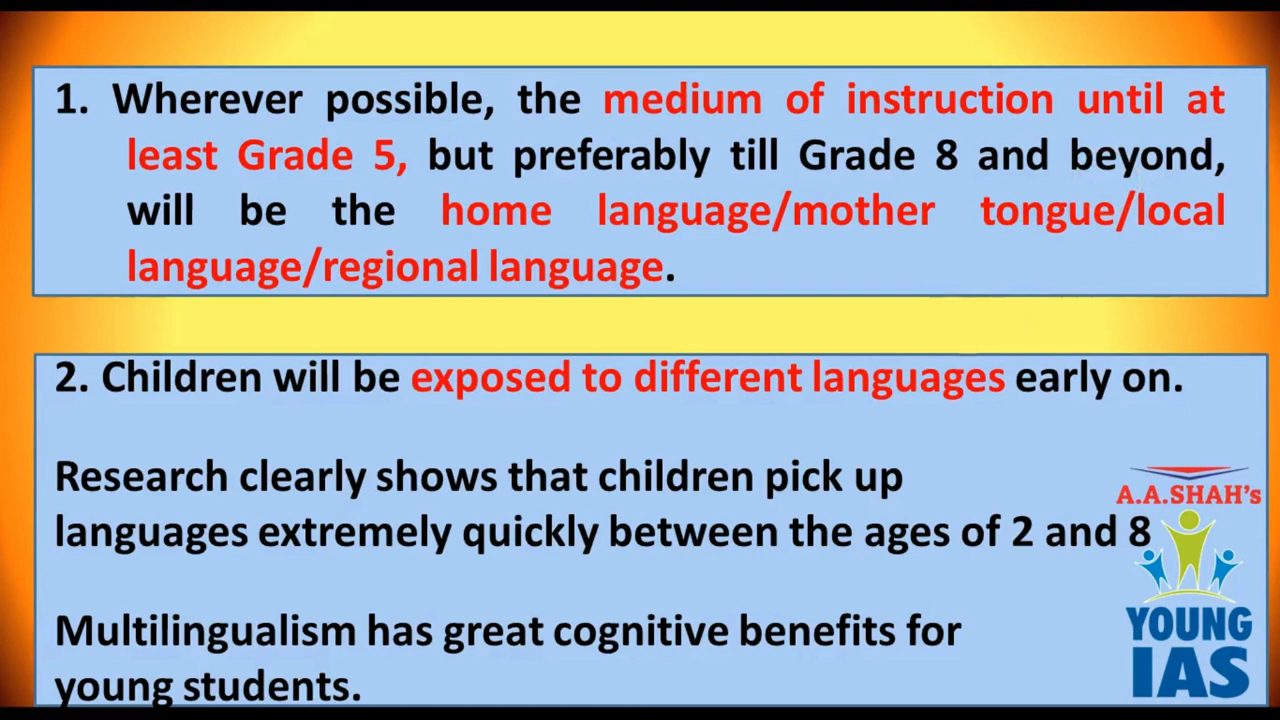 1. Wherever possible, the medium of instruction until at
least Grade 5, but preferably till Grade 8 and beyond,
will be the home language/mother tongue/local
language/regional language.
2. Children will be exposed to different languages early on.
Research clearly shows that children pick up
languages extremely quickly between the ages of 2 and 8
Multilingualism has great cognitive benefits for
young students.
A.A.SHAH's
YOUNG
IAS